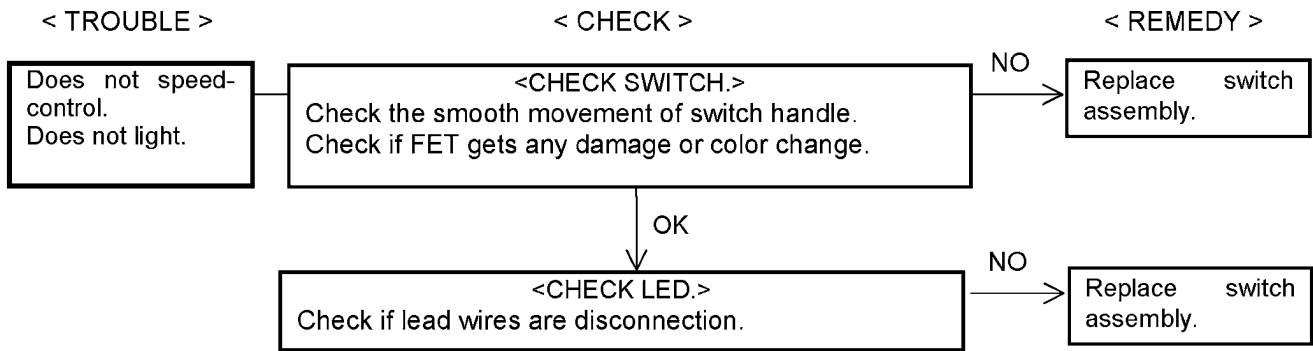 < TROUBLE >
< CHECK >
< REMEDY >
Does not speed-
control.
Does not light.
<CHECK SWITCH.>
Check the smooth movement of switch handle.
Check if FET gets any damage or color change.
NO
Replace switch
assembly.
OK
<CHECK LED.>
Check if lead wires are disconnection.
NO
Replace switch
assembly.